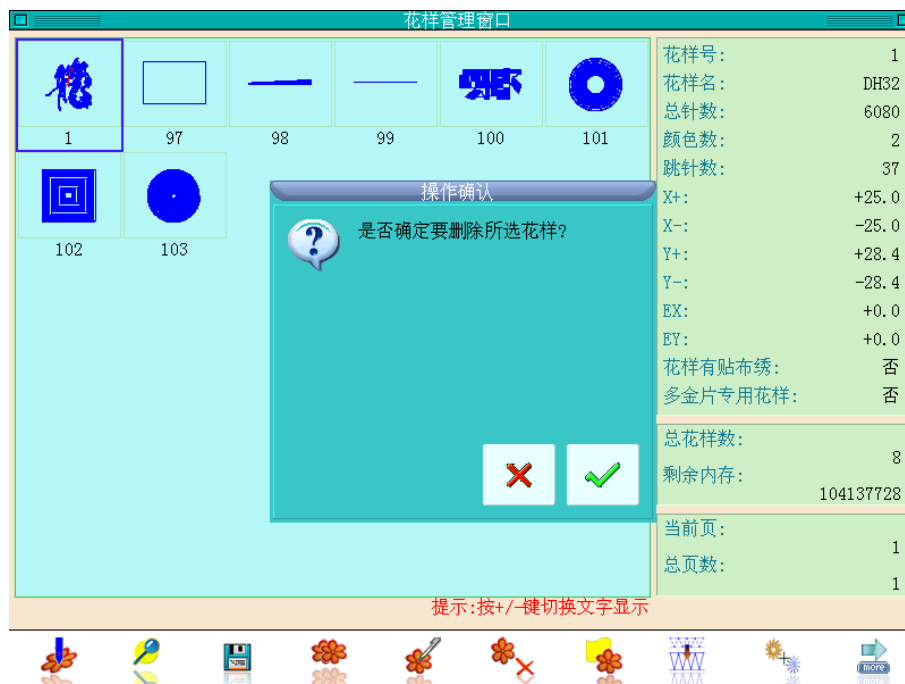 花样管理窗口
1
97
98
99
100
101
102
103
操作确认
是否确定要删除所选花样?
花样号: 1
花样名: DH32
总针数: 6080
颜色数: 2
跳针数: 37
X+: +25.0
X-: -25.0
Y+: +28.4
Y-: -28.4
EX: +0.0
EY: +0.0
花样有贴布绣: 否
多金片专用花样: 否
总花样数:
8
剩余内存:
104137728
当前页:
1
总页数:
1
提示:按+/-键切换文字显示
more